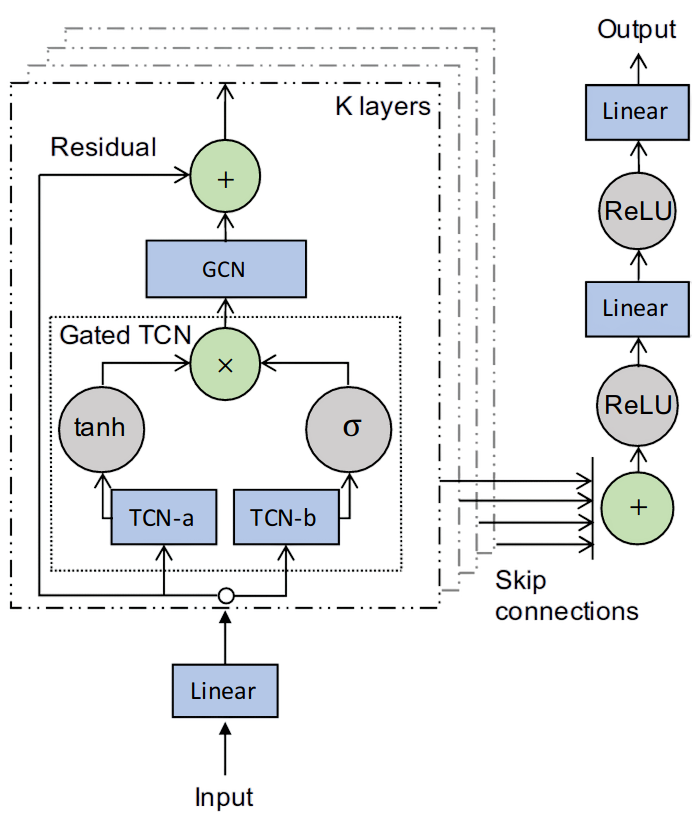 Output
K layers
Linear
Residual
+
ReLU
GCN
Linear
Gated TCN
×
ReLU
tanh
σ
TCN-a
TCN-b
+
Skip
connections
Linear
Input